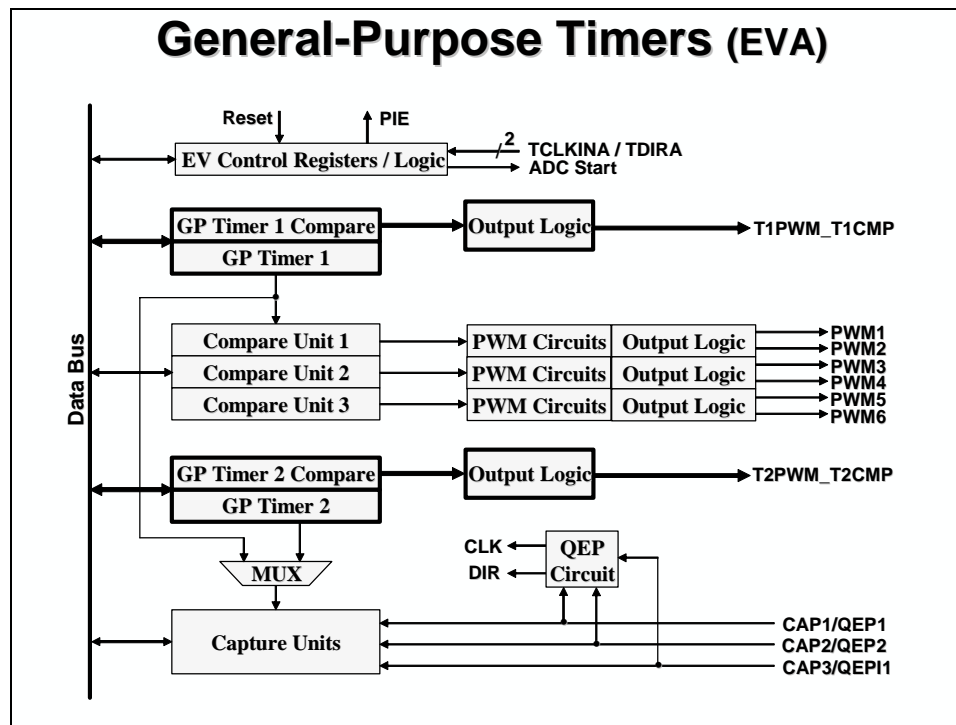 General-Purpose Timers (EVA)
Reset
PIE
2
EV Control Registers / Logic
TCLKINA / TDIRA
ADC Start
GP Timer 1 Compare
Output Logic
T1PWM_T1CMP
GP Timer 1
Data Bus
Compare Unit 1
PWM Circuits
Output Logic
PWM1
PWM2
Compare Unit 2
PWM Circuits
Output Logic
PWM3
PWM4
Compare Unit 3
PWM Circuits
Output Logic
PWM5
PWM6
GP Timer 2 Compare
Output Logic
T2PWM_T2CMP
GP Timer 2
CLK
DIR
QEP
Circuit
MUX
Capture Units
CAP1/QEP1
CAP2/QEP2
CAP3/QEPI1